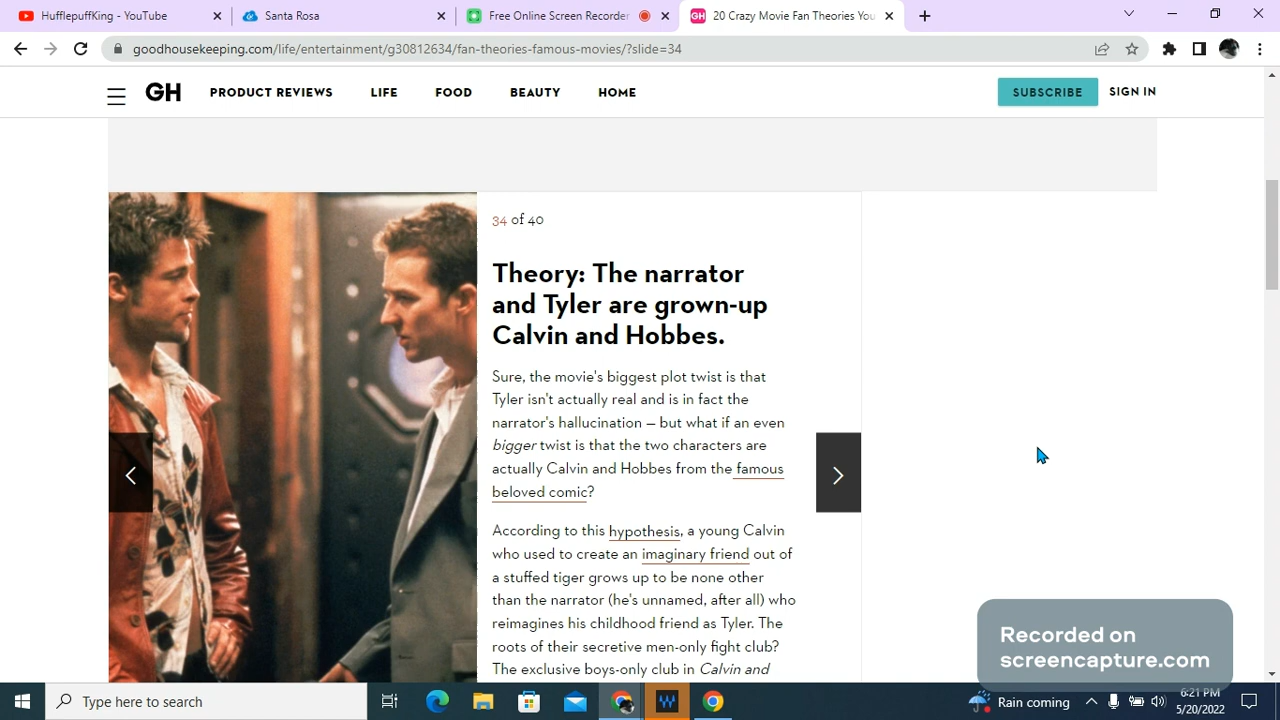 HufflepuffKing - YouTube
Santa Rosa
Free Online Screen Recorder
GH 20 Crazy Movie Fan Theories You
goodhousekeeping.com/life/entertainment/g30812634/fan-theories-famous-movies/?slide=34
GH PRODUCT REVIEWS LIFE FOOD BEAUTY HOME SUBSCRIBE SIGN IN
34 of 40
Theory: The narrator
and Tyler are grown-up
Calvin and Hobbes.
Sure, the movie's biggest plot twist is that
Tyler isn't actually real and is in fact the
narrator's hallucination — but what if an even
bigger twist is that the two characters are
actually Calvin and Hobbes from the famous
beloved comic?
According to this hypothesis, a young Calvin
who used to create an imaginary friend out of
a stuffed tiger grows up to be none other
than the narrator (he's unnamed, after all) who
reimagines his childhood friend as Tyler. The
roots of their secretive men-only fight club?
The exclusive boys-only club in Calvin and
Recorded on
screencapture.com
Type here to search
Rain coming
6:21 PM
5/20/2022